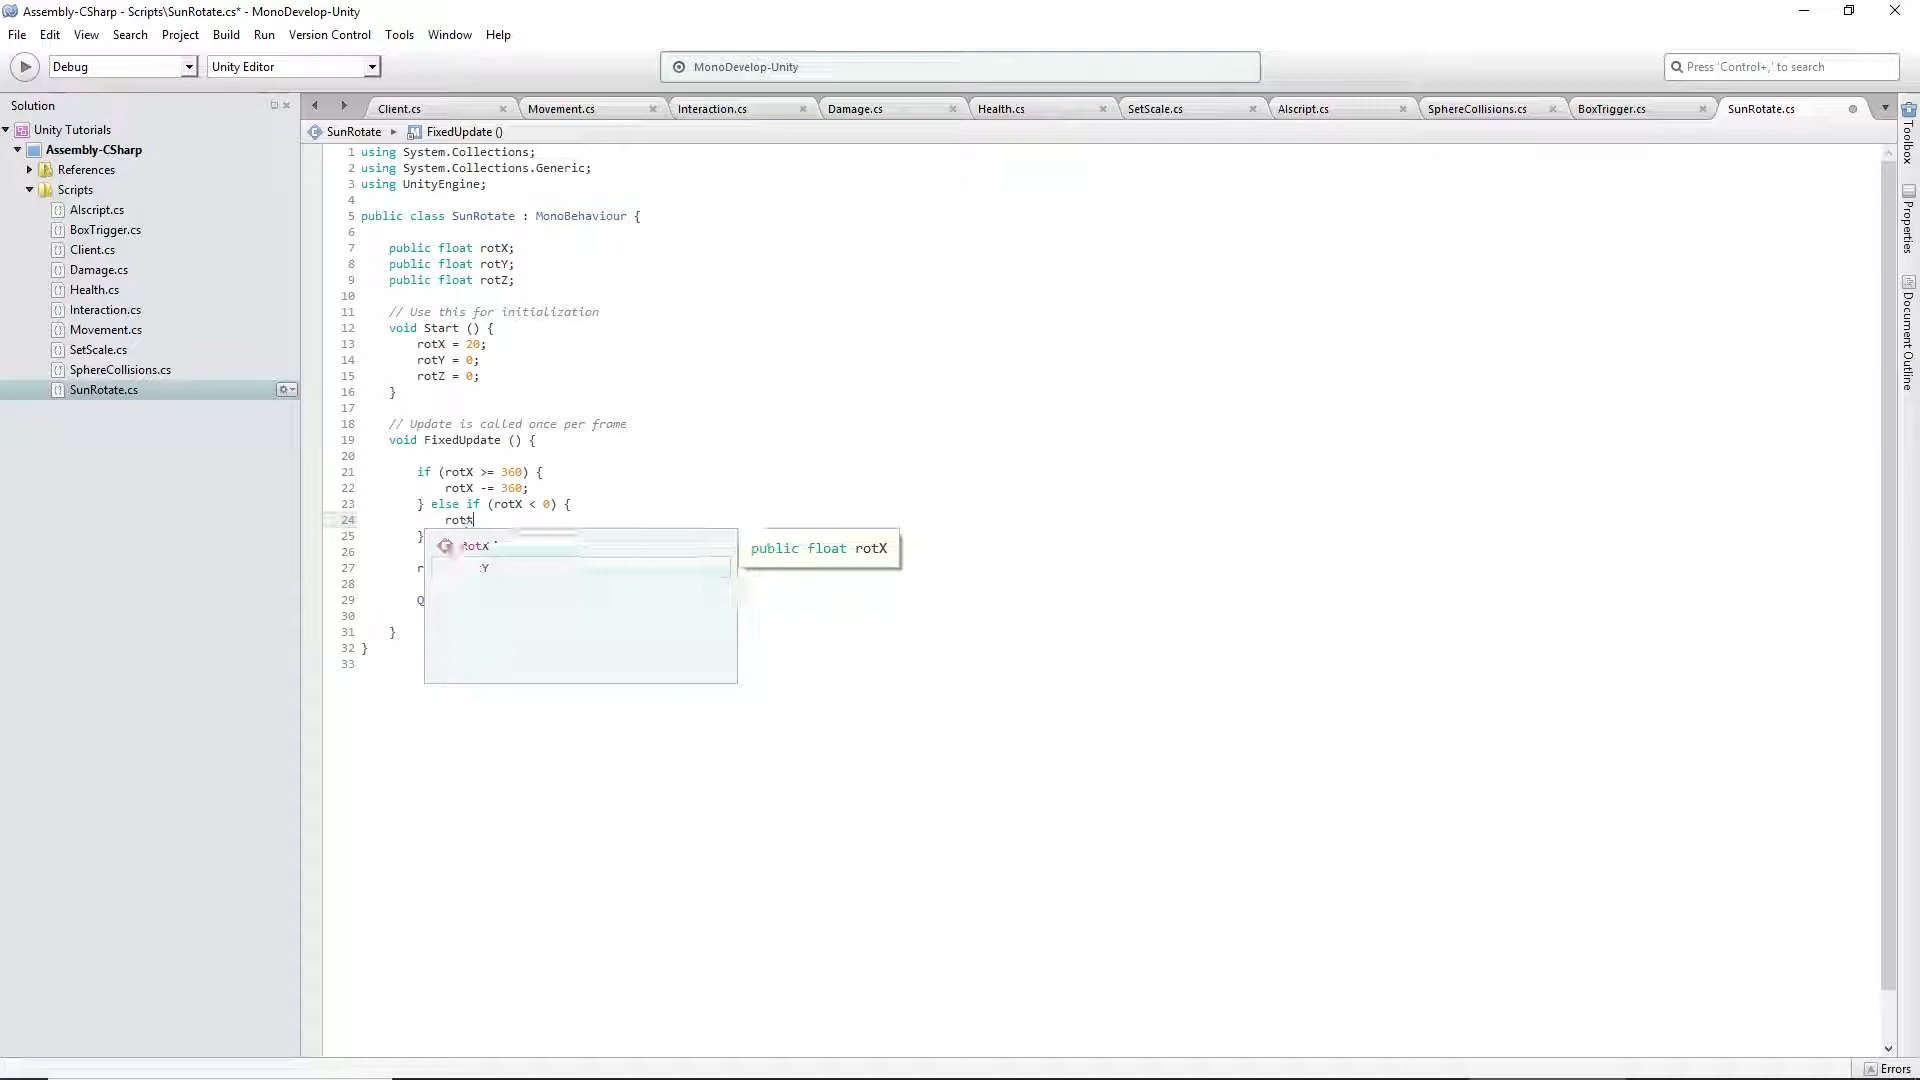 Assembly-CSharp - Scripts\SunRotate.cs* - MonoDevelop-Unity
File Edit View Search Project Build Run Version Control Tools Window Help
Debug Unity Editor MonoDevelop-Unity Press 'Control+,' to search
Solution
Unity Tutorials
Assembly-CSharp
References
Scripts
AIscript.cs
BoxTrigger.cs
Client.cs
Damage.cs
Health.cs
Interaction.cs
Movement.cs
SetScale.cs
SphereCollisions.cs
SunRotate.cs
Client.cs Movement.cs Interaction.cs Damage.cs Health.cs SetScale.cs AIscript.cs SphereCollisions.cs BoxTrigger.cs SunRotate.cs
SunRotate FixedUpdate ()
1 using System.Collections;
2 using System.Collections.Generic;
3 using UnityEngine;
4
5 public class SunRotate : MonoBehaviour {
6
7 public float rotX;
8 public float rotY;
9 public float rotZ;
10
11 // Use this for initialization
12 void Start () {
13 rotX = 20;
14 rotY = 0;
15 rotZ = 0;
16 }
17
18 // Update is called once per frame
19 void FixedUpdate () {
20
21 if (rotX >= 360) {
22 rotX -= 360;
23 } else if (rotX < 0) {
24 rotX
25 }
26
27 r
28
29 Q
30
31 }
32 }
33
public float rotX
Toolbox
Properties
Document Outline
Errors